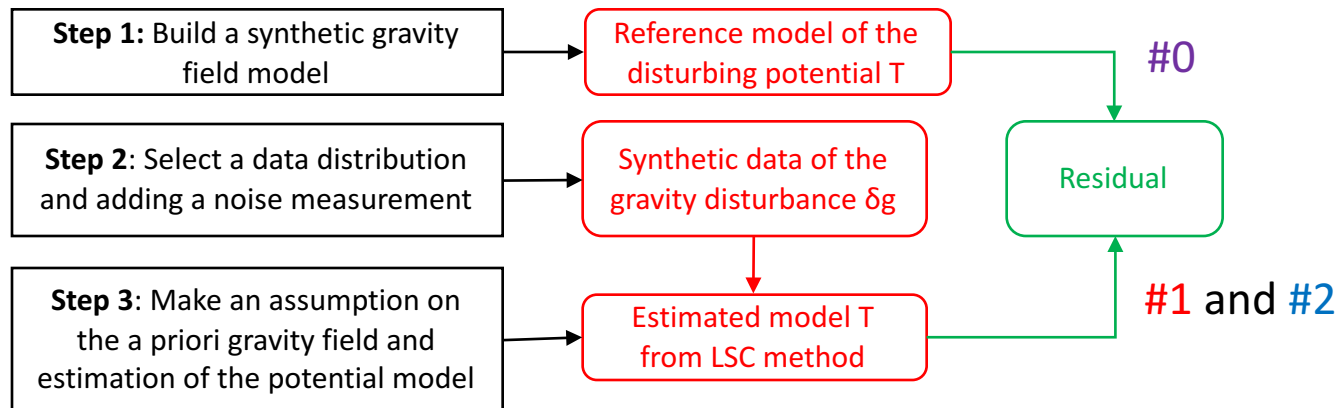 Step 1: Build a synthetic gravity
field model
Reference model of the
disturbing potential T
#0
Step 2: Select a data distribution
and adding a noise measurement
Synthetic data of the
gravity disturbance δg
Residual
Step 3: Make an assumption on
the a priori gravity field and
estimation of the potential model
Estimated model T
from LSC method
#1 and #2